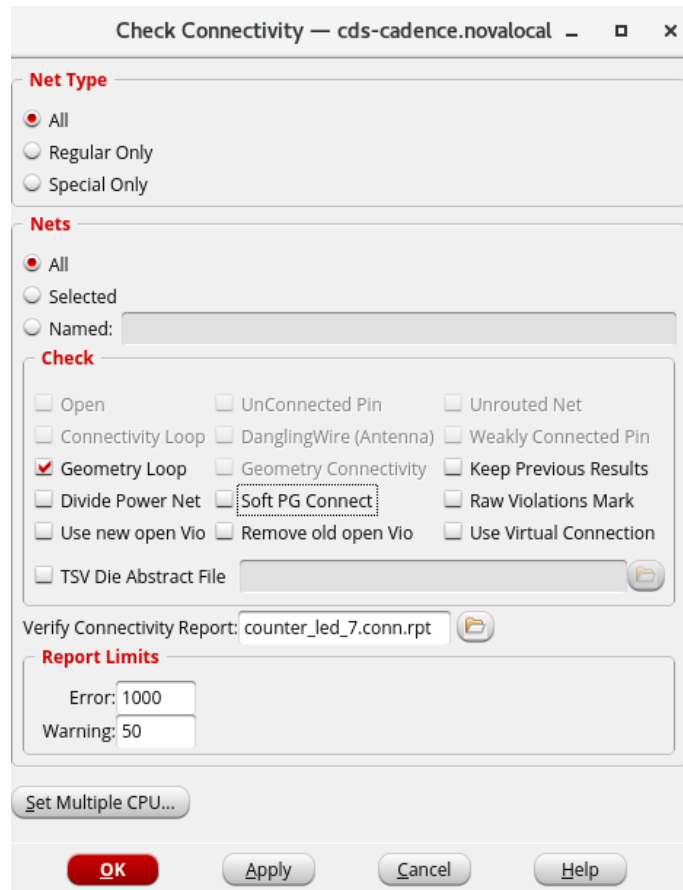 Check Connectivity — cds-cadence.novalocal
Net Type
All
Regular Only
Special Only
Nets
All
Selected
Named:
Check
Open UnConnected Pin Unrouted Net
Connectivity Loop DanglingWire (Antenna) Weakly Connected Pin
Geometry Loop Geometry Connectivity Keep Previous Results
Divide Power Net Soft PG Connect Raw Violations Mark
Use new open Vio Remove old open Vio Use Virtual Connection
TSV Die Abstract File
Verify Connectivity Report: counter_led_7.conn.rpt
Report Limits
Error: 1000
Warning: 50
Set Multiple CPU...
OK Apply Cancel Help